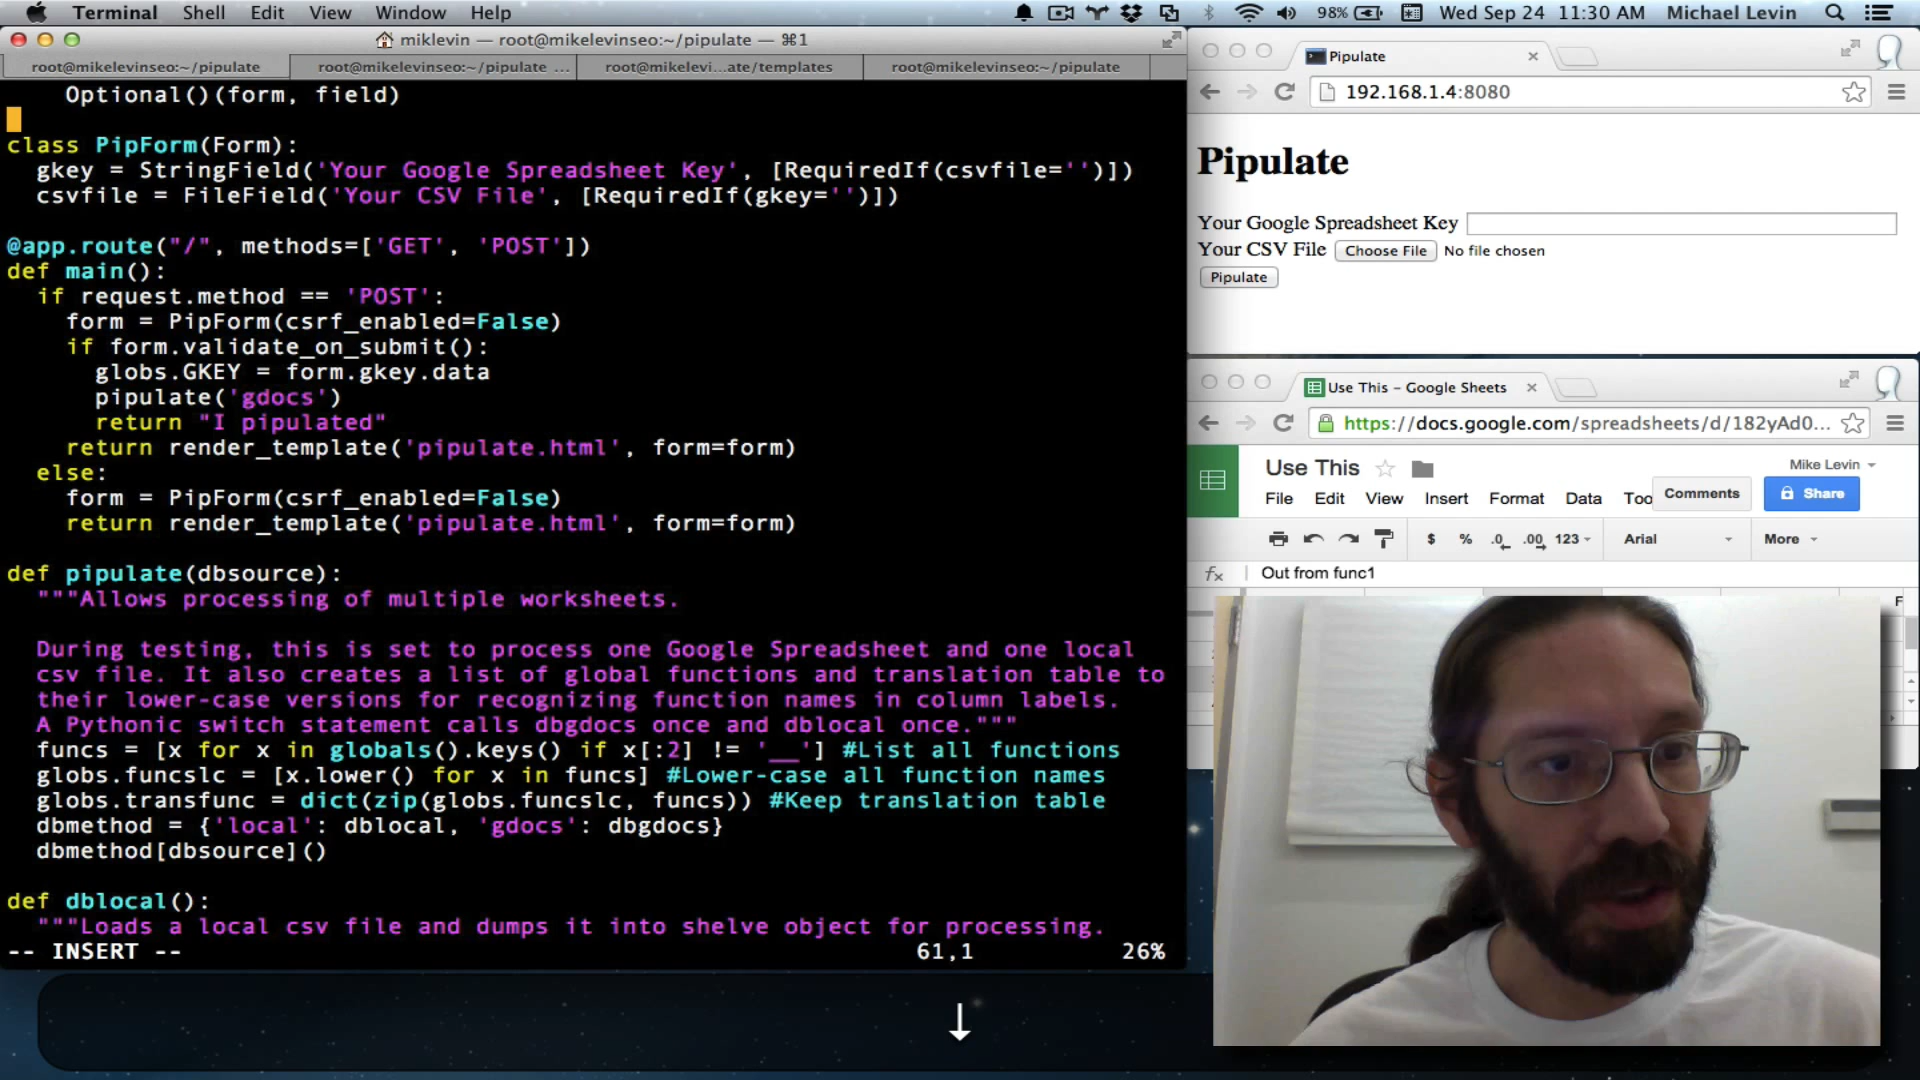 Terminal Shell Edit View Window Help 98% Wed Sep 24 11:30 AM Michael Levin
miklevin — root@mikelevinseo:~/pipulate — ⌘1
root@mikelevinseo:~/pipulate root@mikelevinseo:~/pipulate ... root@mikelevi...ate/templates root@mikelevinseo:~/pipulate
    Optional()(form, field)

class PipForm(Form):
  gkey = StringField('Your Google Spreadsheet Key', [RequiredIf(csvfile='')])
  csvfile = FileField('Your CSV File', [RequiredIf(gkey='')])

@app.route("/", methods=['GET', 'POST'])
def main():
  if request.method == 'POST':
    form = PipForm(csrf_enabled=False)
    if form.validate_on_submit():
      globs.GKEY = form.gkey.data
      pipulate('gdocs')
      return "I pipulated"
    return render_template('pipulate.html', form=form)
  else:
    form = PipForm(csrf_enabled=False)
    return render_template('pipulate.html', form=form)

def pipulate(dbsource):
  """Allows processing of multiple worksheets.

  During testing, this is set to process one Google Spreadsheet and one local
  csv file. It also creates a list of global functions and translation table to
  their lower-case versions for recognizing function names in column labels.
  A Pythonic switch statement calls dbgdocs once and dblocal once."""
  funcs = [x for x in globals().keys() if x[:2] != '__'] #List all functions
  globs.funcslc = [x.lower() for x in funcs] #Lower-case all function names
  globs.transfunc = dict(zip(globs.funcslc, funcs)) #Keep translation table
  dbmethod = {'local': dblocal, 'gdocs': dbgdocs}
  dbmethod[dbsource]()

def dblocal():
  """Loads a local csv file and dumps it into shelve object for processing.
-- INSERT -- 61,1 26%
Pipulate
192.168.1.4:8080
Pipulate
Your Google Spreadsheet Key
Your CSV File Choose File No file chosen
Pipulate
Use This – Google Sheets
https://docs.google.com/spreadsheets/d/182yAd0...
Use This Mike Levin
File Edit View Insert Format Data Too Comments Share
$ % .0 .00 123 Arial More
fx Out from func1